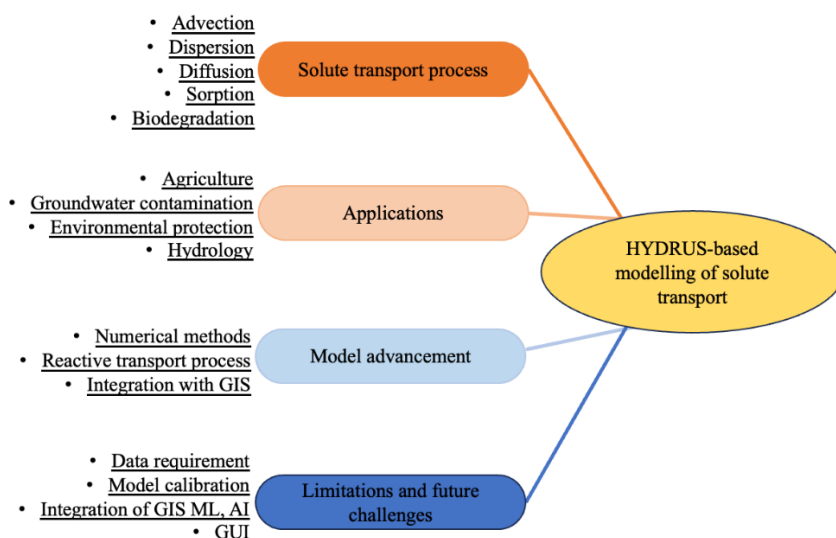 • Advection
• Dispersion
• Diffusion
• Sorption
• Biodegradation
Solute transport process
• Agriculture
• Groundwater contamination
• Environmental protection
• Hydrology
Applications
HYDRUS-based
modelling of solute
transport
• Numerical methods
• Reactive transport process
• Integration with GIS
Model advancement
• Data requirement
• Model calibration
• Integration of GIS ML, AI
• GUI
Limitations and future
challenges